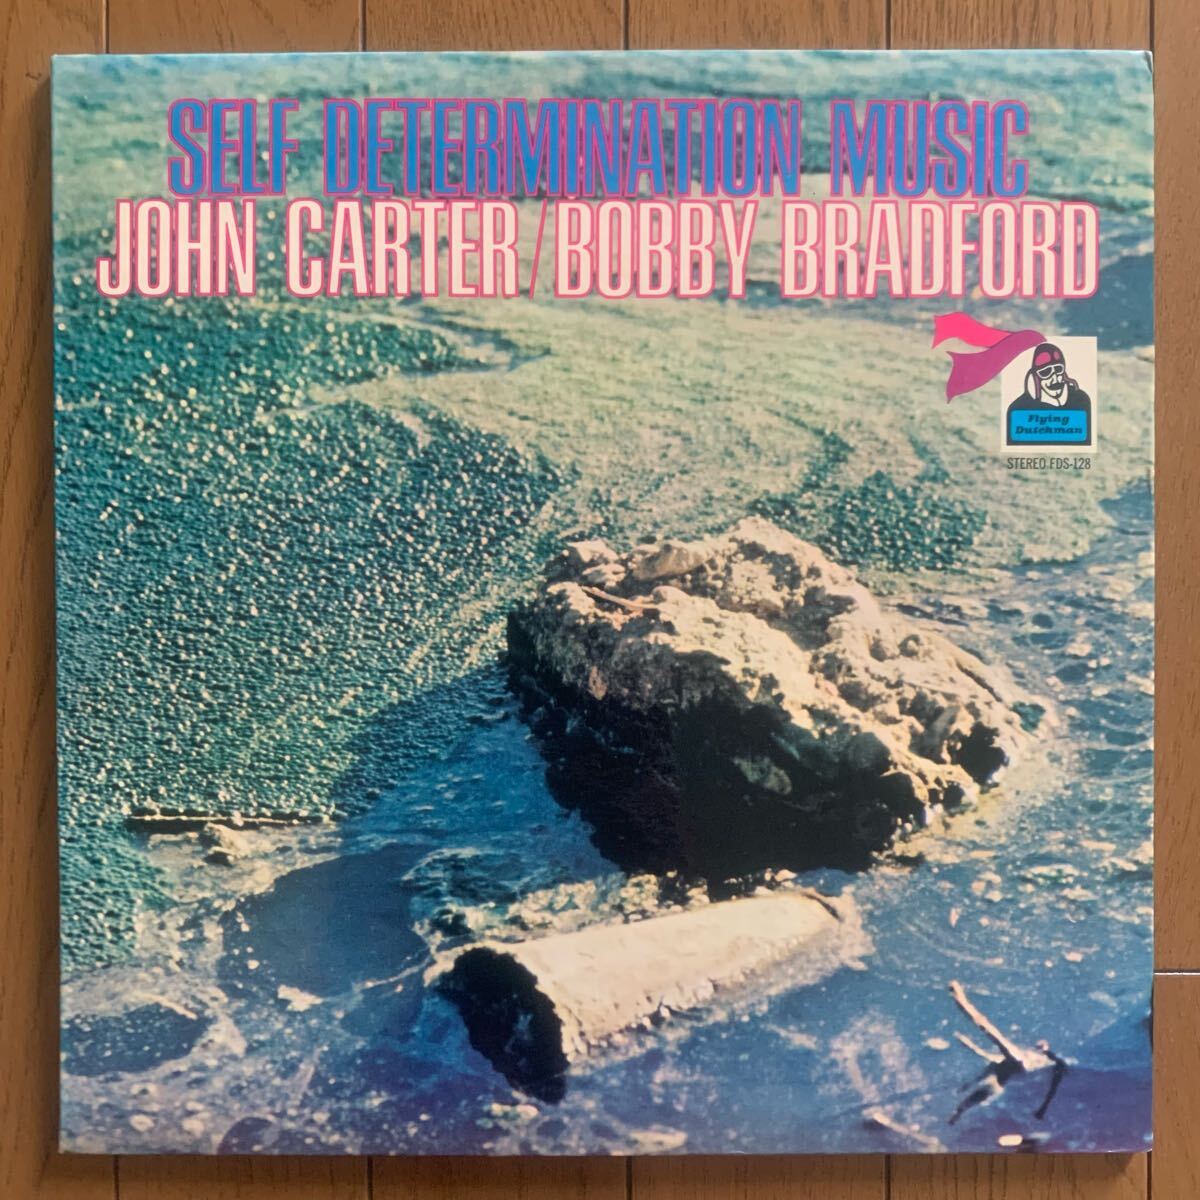 SELF DETERMINATION MUSIC
JOHN CARTER/BOBBY BRADFORD
Flying
Dutchman
STEREO FDS-128